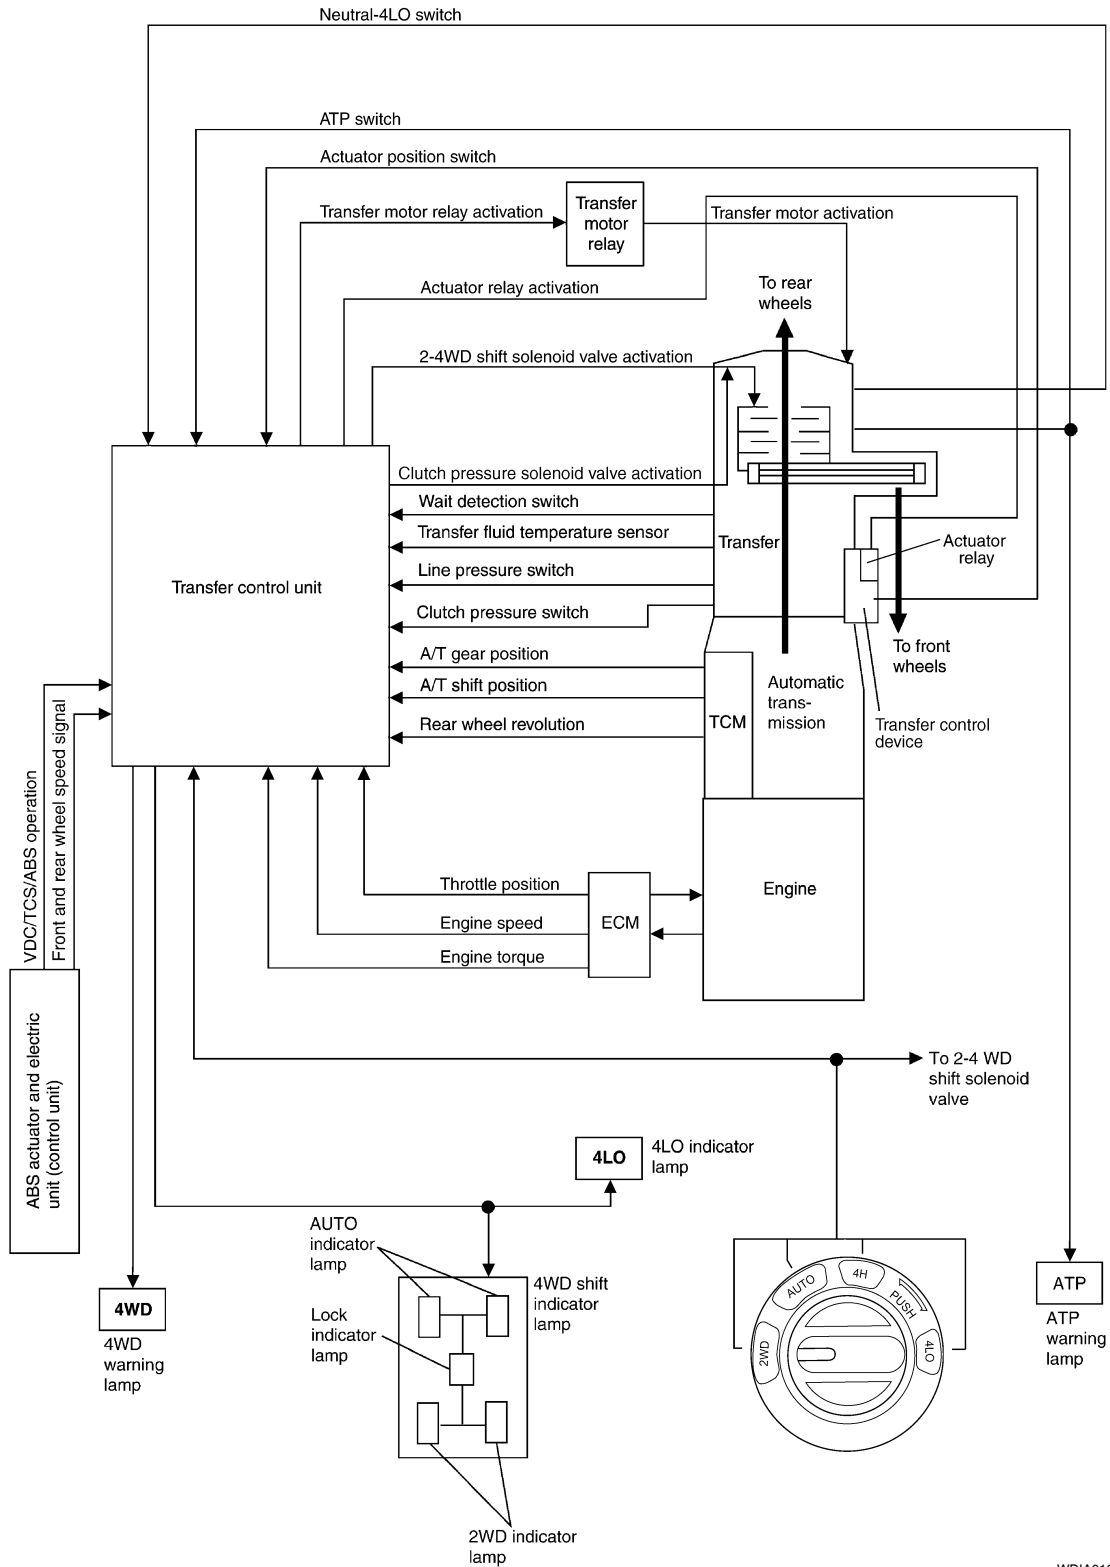 Neutral-4LO switch
ATP switch
Actuator position switch
Transfer motor relay activation
Transfer
motor
relay
Transfer motor activation
Actuator relay activation
To rear
wheels
2-4WD shift solenoid valve activation
Clutch pressure solenoid valve activation
Wait detection switch
Transfer fluid temperature sensor
Line pressure switch
Clutch pressure switch
A/T gear position
A/T shift position
Rear wheel revolution
Transfer control unit
Transfer
Actuator
relay
To front
wheels
Transfer control
device
TCM
Automatic
trans-
mission
VDC/TCS/ABS operation
Front and rear wheel speed signal
Throttle position
Engine speed
Engine torque
ECM
Engine
ABS actuator and electric
unit (control unit)
To 2-4 WD
shift solenoid
valve
4LO
4LO indicator
lamp
AUTO
indicator
lamp
Lock
indicator
lamp
4WD shift
indicator
lamp
2WD indicator
lamp
4WD
4WD
warning
lamp
2WD
AUTO
4H
PUSH
4LO
ATP
ATP
warning
lamp